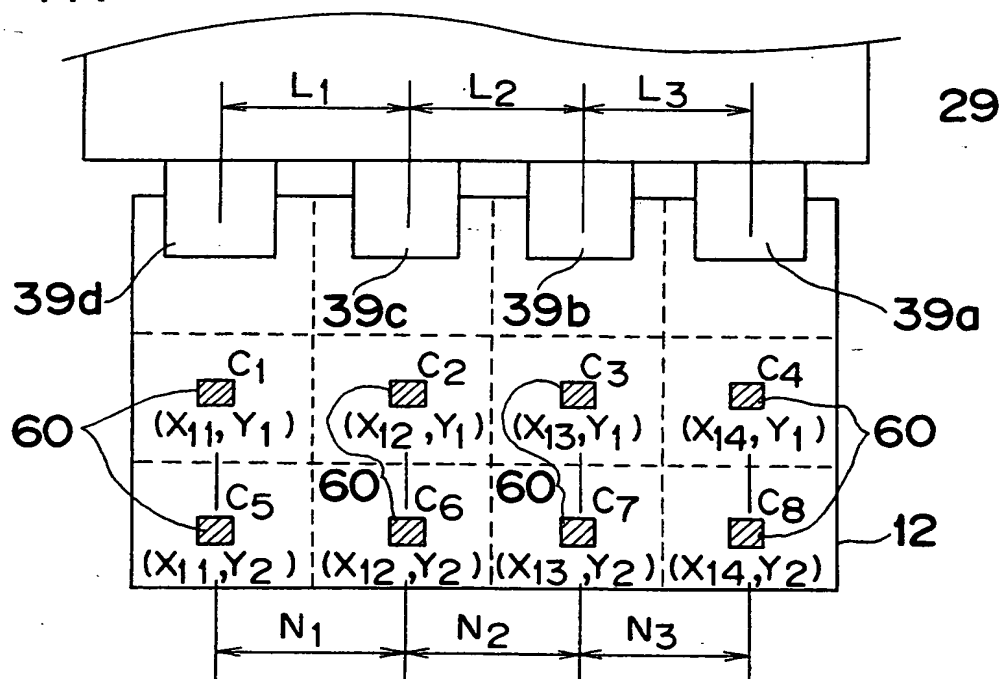 L1 L2 L3
29
39d 39c 39b 39a
C1 C2 C3 C4
(X11, Y1) (X12, Y1) (X13, Y1) (X14, Y1)
60 60 60 60
C5 C6 C7 C8
12
(X11, Y2) (X12, Y2) (X13, Y2) (X14, Y2)
N1 N2 N3